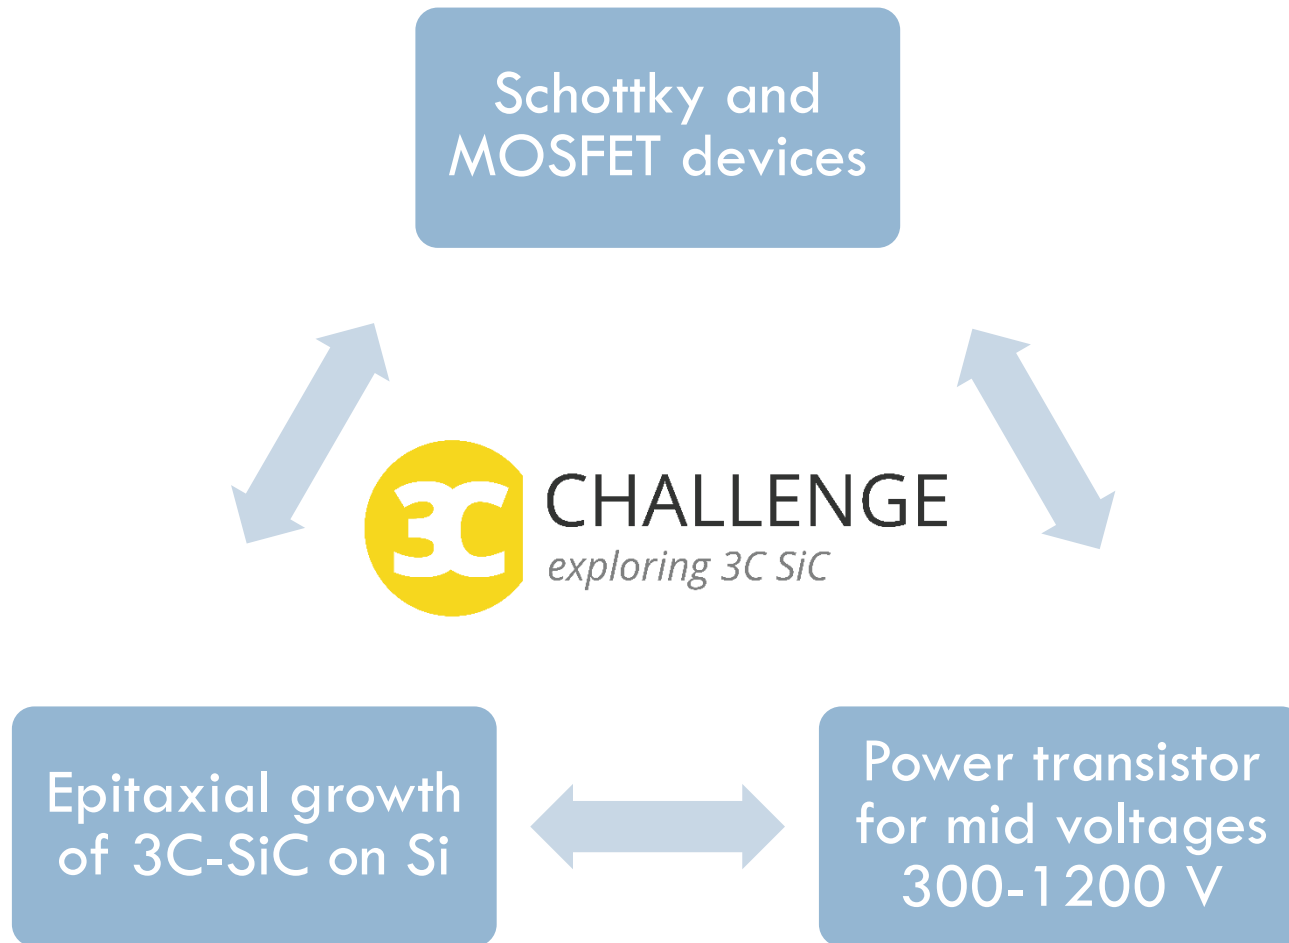 Schottky and
MOSFET devices
3C
CHALLENGE
exploring 3C SiC
Epitaxial growth
of 3C-SiC on Si
Power transistor
for mid voltages
300-1200 V